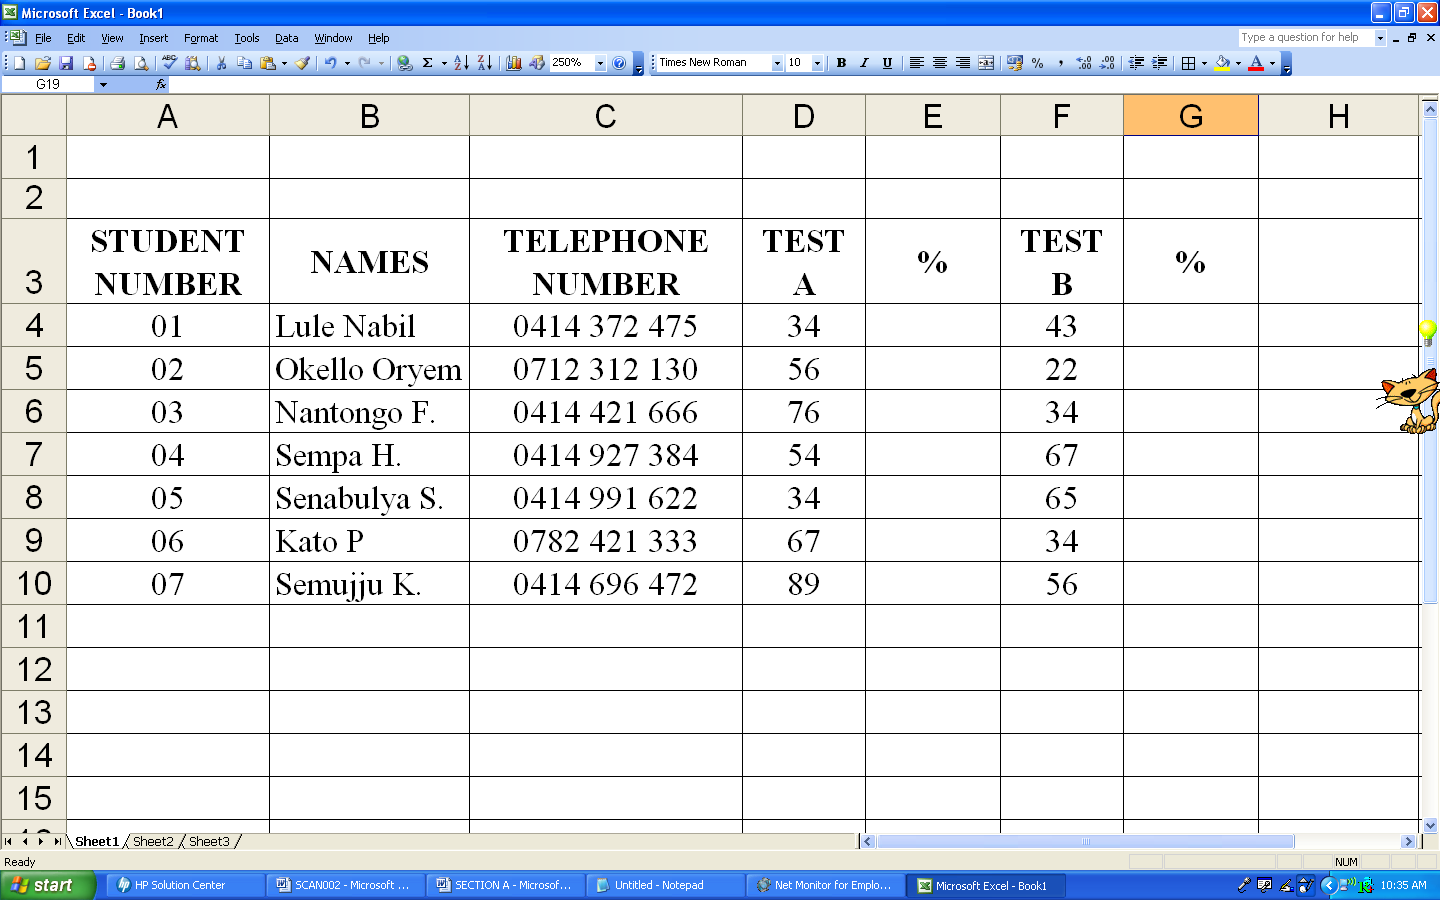 Microsoft Excel - Book1
File Edit View Insert Format Tools Data Window Help Type a question for help
250% Times New Roman 10 B I U
G19 fx
A B C D E F G H
1
2
3 STUDENT NUMBER NAMES TELEPHONE NUMBER TEST A % TEST B %
4 01 Lule Nabil 0414 372 475 34 43
5 02 Okello Oryem 0712 312 130 56 22
6 03 Nantongo F. 0414 421 666 76 34
7 04 Sempa H. 0414 927 384 54 67
8 05 Senabulya S. 0414 991 622 34 65
9 06 Kato P 0782 421 333 67 34
10 07 Semujju K. 0414 696 472 89 56
11
12
13
14
15
Sheet1 Sheet2 Sheet3
Ready NUM
start HP Solution Center SCAN002 - Microsoft ... SECTION A - Microsof... Untitled - Notepad Net Monitor for Emplo... Microsoft Excel - Book1 10:35 AM